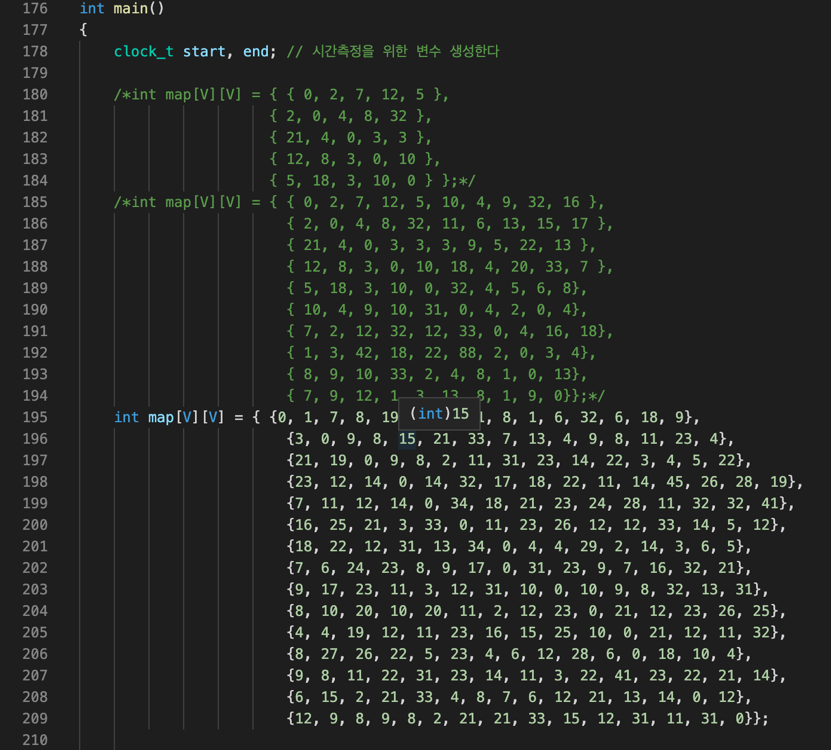 176 int main()
177 {
178 clock_t start, end; // 시간측정을 위한 변수 생성한다
179
180 /*int map[V][V] = { { 0, 2, 7, 12, 5 },
181 { 2, 0, 4, 8, 32 },
182 { 21, 4, 0, 3, 3 },
183 { 12, 8, 3, 0, 10 },
184 { 5, 18, 3, 10, 0 } };*/
185 /*int map[V][V] = { { 0, 2, 7, 12, 5, 10, 4, 9, 32, 16 },
186 { 2, 0, 4, 8, 32, 11, 6, 13, 15, 17 },
187 { 21, 4, 0, 3, 3, 3, 9, 5, 22, 13 },
188 { 12, 8, 3, 0, 10, 18, 4, 20, 33, 7 },
189 { 5, 18, 3, 10, 0, 32, 4, 5, 6, 8},
190 { 10, 4, 9, 10, 31, 0, 4, 2, 0, 4},
191 { 7, 2, 12, 32, 12, 33, 0, 4, 16, 18},
192 { 1, 3, 42, 18, 22, 88, 2, 0, 3, 4},
193 { 8, 9, 10, 33, 2, 4, 8, 1, 0, 13},
194 { 7, 9, 12, 1, 3, 13, 8, 1, 9, 0}};*/
195 int map[V][V] = { {0, 1, 7, 8, 19 (int)15 1, 8, 1, 6, 32, 6, 18, 9},
196 {3, 0, 9, 8, 15, 21, 33, 7, 13, 4, 9, 8, 11, 23, 4},
197 {21, 19, 0, 9, 8, 2, 11, 31, 23, 14, 22, 3, 4, 5, 22},
198 {23, 12, 14, 0, 14, 32, 17, 18, 22, 11, 14, 45, 26, 28, 19},
199 {7, 11, 12, 14, 0, 34, 18, 21, 23, 24, 28, 11, 32, 32, 41},
200 {16, 25, 21, 3, 33, 0, 11, 23, 26, 12, 12, 33, 14, 5, 12},
201 {18, 22, 12, 31, 13, 34, 0, 4, 4, 29, 2, 14, 3, 6, 5},
202 {7, 6, 24, 23, 8, 9, 17, 0, 31, 23, 9, 7, 16, 32, 21},
203 {9, 17, 23, 11, 3, 12, 31, 10, 0, 10, 9, 8, 32, 13, 31},
204 {8, 10, 20, 10, 20, 11, 2, 12, 23, 0, 21, 12, 23, 26, 25},
205 {4, 4, 19, 12, 11, 23, 16, 15, 25, 10, 0, 21, 12, 11, 32},
206 {8, 27, 26, 22, 5, 23, 4, 6, 12, 28, 6, 0, 18, 10, 4},
207 {9, 8, 11, 22, 31, 23, 14, 11, 3, 22, 41, 23, 22, 21, 14},
208 {6, 15, 2, 21, 33, 4, 8, 7, 6, 12, 21, 13, 14, 0, 12},
209 {12, 9, 8, 9, 8, 2, 21, 21, 33, 15, 12, 31, 11, 31, 0}};
210